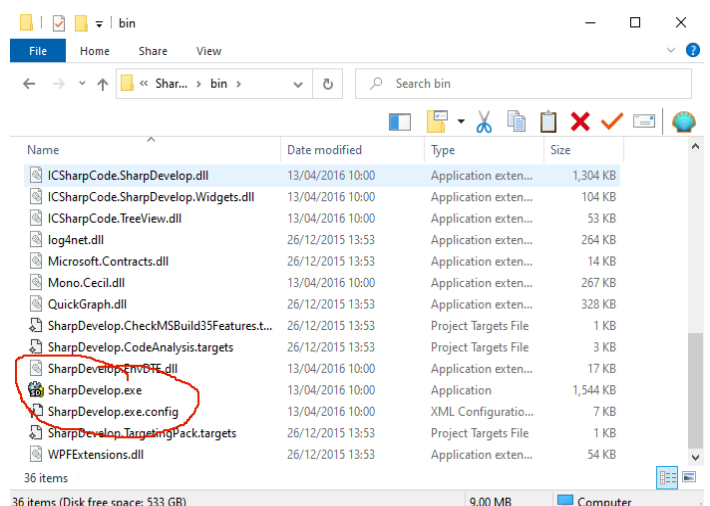 bin
File Home Share View
« Shar... › bin › Search bin
Name Date modified Type Size
ICSharpCode.SharpDevelop.dll 13/04/2016 10:00 Application exten... 1,304 KB
ICSharpCode.SharpDevelop.Widgets.dll 13/04/2016 10:00 Application exten... 104 KB
ICSharpCode.TreeView.dll 13/04/2016 10:00 Application exten... 53 KB
log4net.dll 26/12/2015 13:53 Application exten... 264 KB
Microsoft.Contracts.dll 26/12/2015 13:53 Application exten... 14 KB
Mono.Cecil.dll 13/04/2016 10:00 Application exten... 267 KB
QuickGraph.dll 26/12/2015 13:53 Application exten... 328 KB
SharpDevelop.CheckMSBuild35Features.t... 26/12/2015 13:53 Project Targets File 1 KB
SharpDevelop.CodeAnalysis.targets 26/12/2015 13:53 Project Targets File 3 KB
SharpDevelop.EnvDTE.dll 13/04/2016 10:00 Application exten... 17 KB
SharpDevelop.exe 13/04/2016 10:00 Application 1,544 KB
SharpDevelop.exe.config 13/04/2016 10:00 XML Configuratio... 7 KB
SharpDevelop.TargetingPack.targets 26/12/2015 13:53 Project Targets File 1 KB
WPFExtensions.dll 26/12/2015 13:53 Application exten... 54 KB
36 items
36 items (Disk free space: 533 GB) 9.00 MB Computer